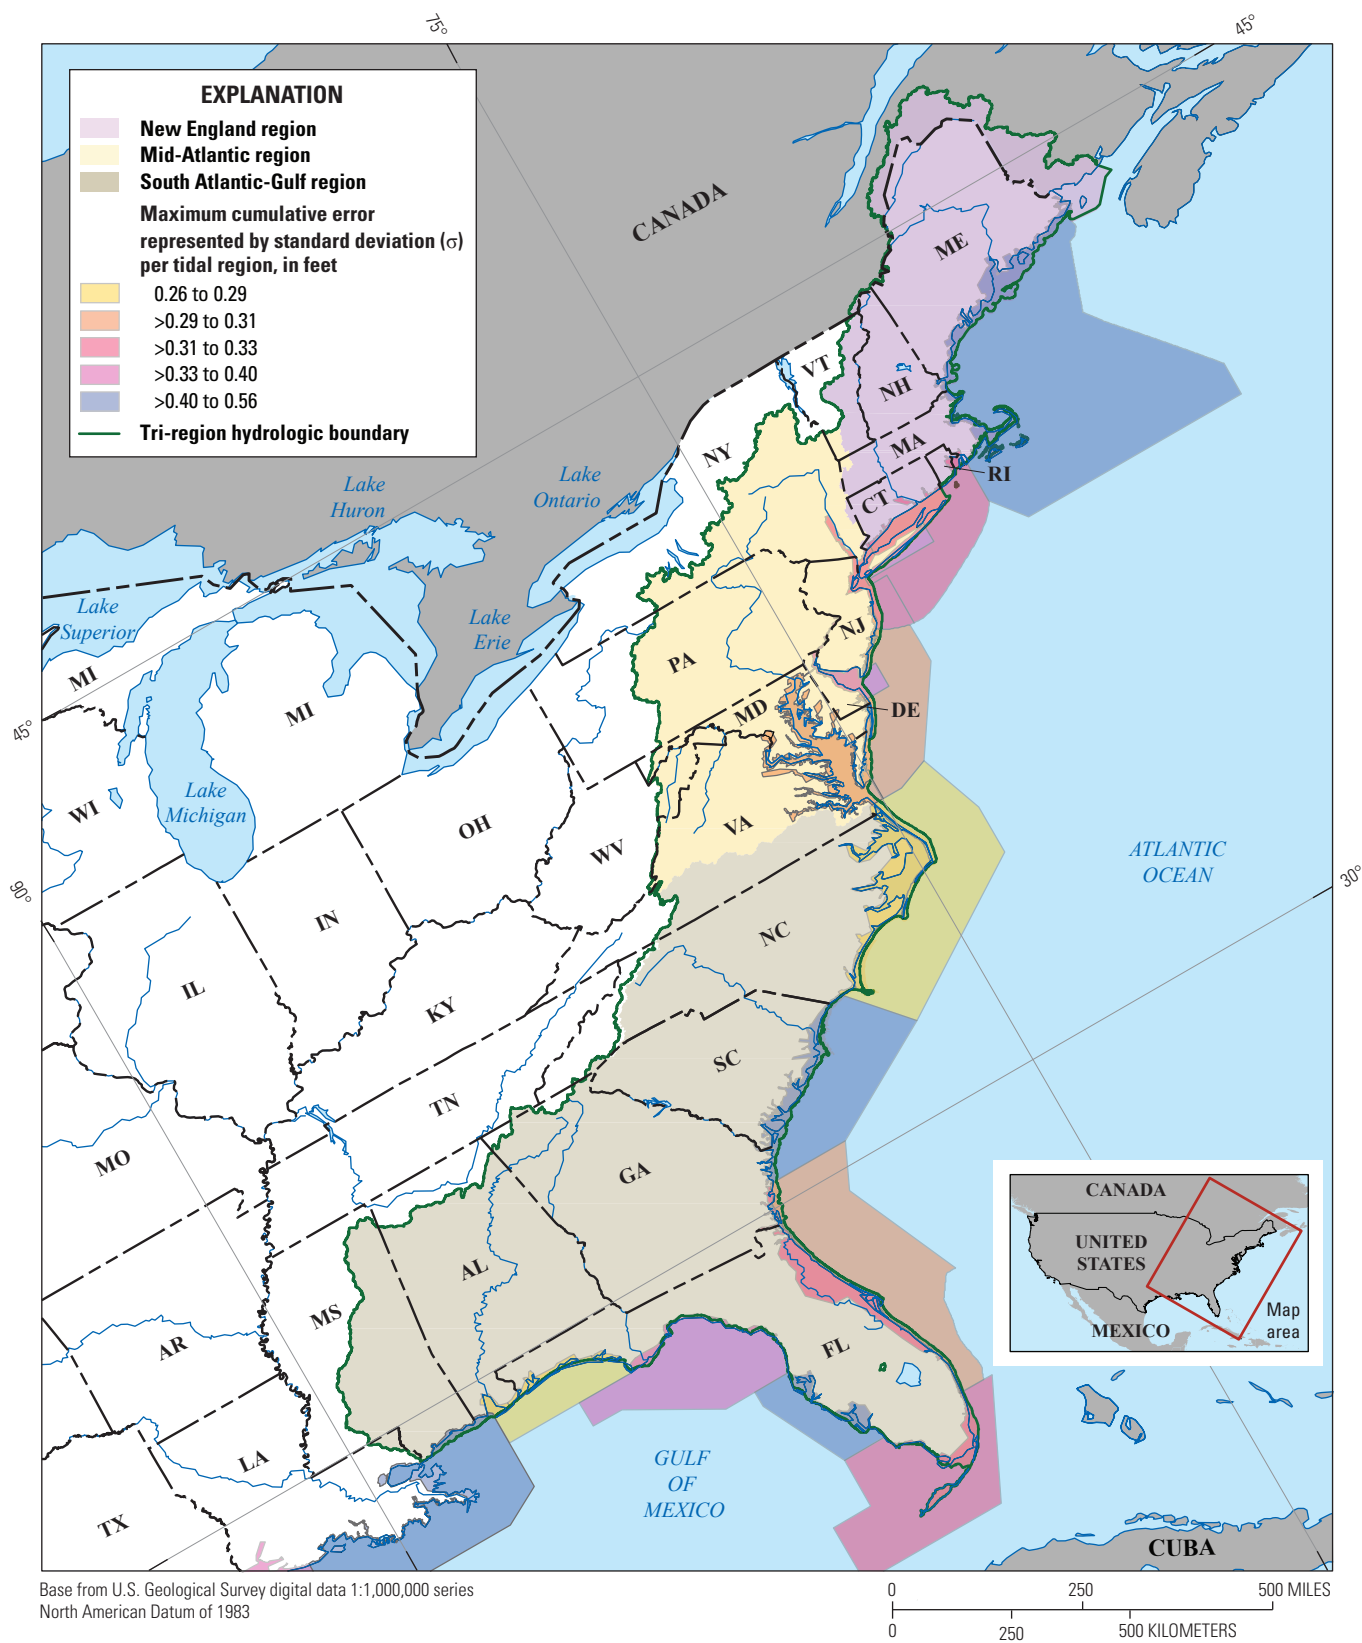 75°
45°
EXPLANATION
New England region
Mid-Atlantic region
South Atlantic-Gulf region
Maximum cumulative error
represented by standard deviation (σ)
per tidal region, in feet
0.26 to 0.29
>0.29 to 0.31
>0.31 to 0.33
>0.33 to 0.40
>0.40 to 0.56
Tri-region hydrologic boundary
CANADA
ME
VT
NH
NY
MA
RI
CT
Lake
Huron
Lake
Ontario
Lake
Superior
Lake
Erie
MI
MI
PA
NJ
DE
MD
45°
WI
Lake
Michigan
OH
VA
WV
ATLANTIC
OCEAN
90°
30°
IN
NC
IL
KY
SC
TN
MO
GA
AL
MS
AR
FL
LA
TX
GULF
OF
MEXICO
CUBA
CANADA
UNITED
STATES
MEXICO
Map
area
Base from U.S. Geological Survey digital data 1:1,000,000 series
North American Datum of 1983
0 250 500 MILES
0 250 500 KILOMETERS